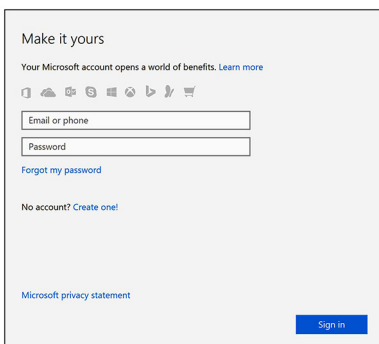 Make it yours
Your Microsoft account opens a world of benefits. Learn more
Email or phone
Password
Forgot my password
No account? Create one!
Microsoft privacy statement
Sign in